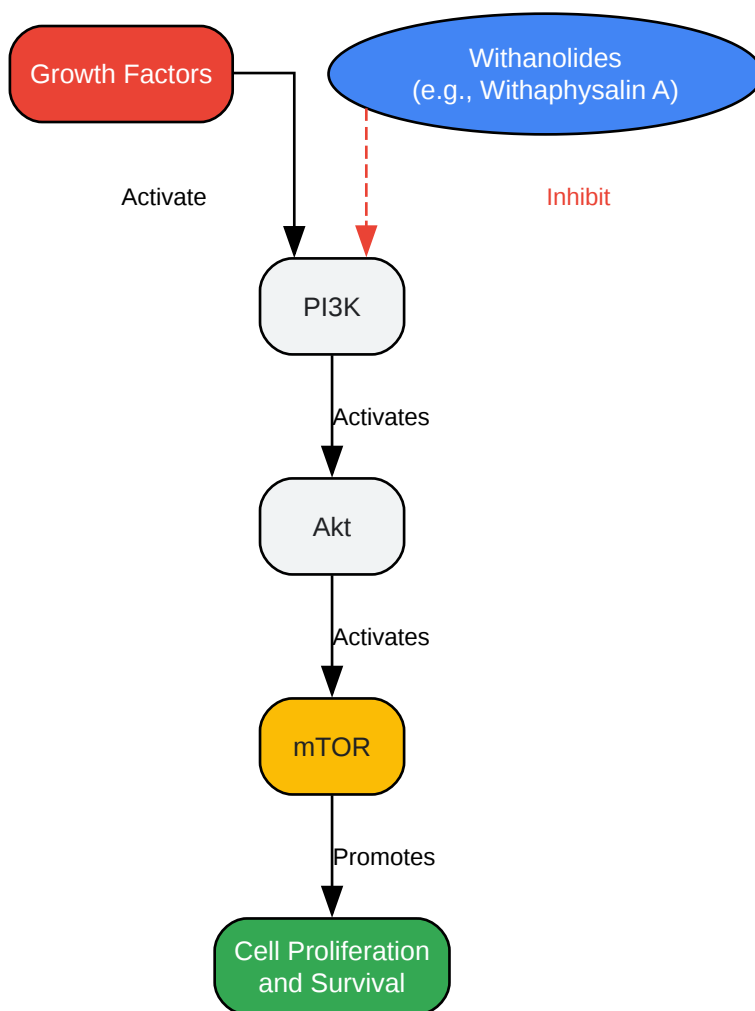 Growth Factors
Withanolides
(e.g., Withaphysalin A)
Activate
Inhibit
PI3K
Activates
Akt
Activates
mTOR
Promotes
Cell Proliferation
and Survival